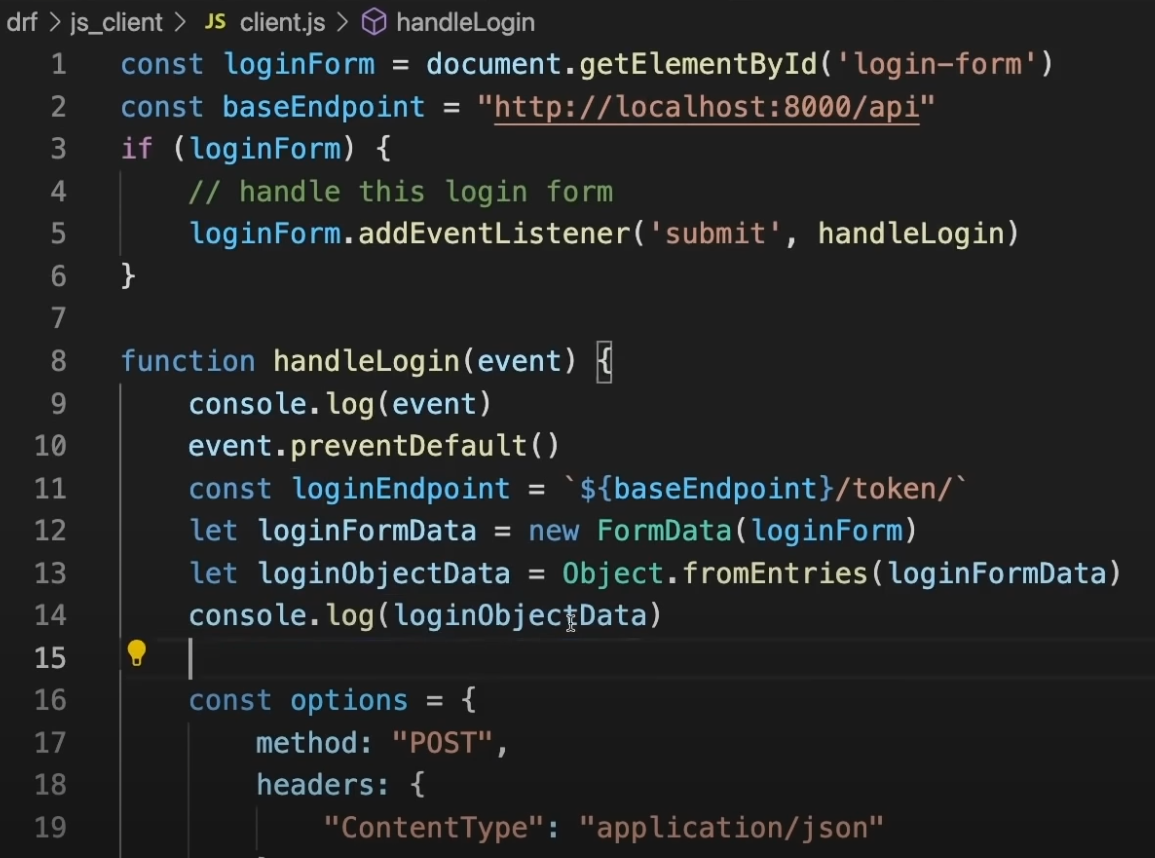 drf > js_client > JS client.js > handleLogin
1 const loginForm = document.getElementById('login-form')
2 const baseEndpoint = "http://localhost:8000/api"
3 if (loginForm) {
4     // handle this login form
5     loginForm.addEventListener('submit', handleLogin)
6 }
7
8 function handleLogin(event) {
9     console.log(event)
10     event.preventDefault()
11     const loginEndpoint = `${baseEndpoint}/token/`
12     let loginFormData = new FormData(loginForm)
13     let loginObjectData = Object.fromEntries(loginFormData)
14     console.log(loginObjectData)
15
16     const options = {
17         method: "POST",
18         headers: {
19             "ContentType": "application/json"